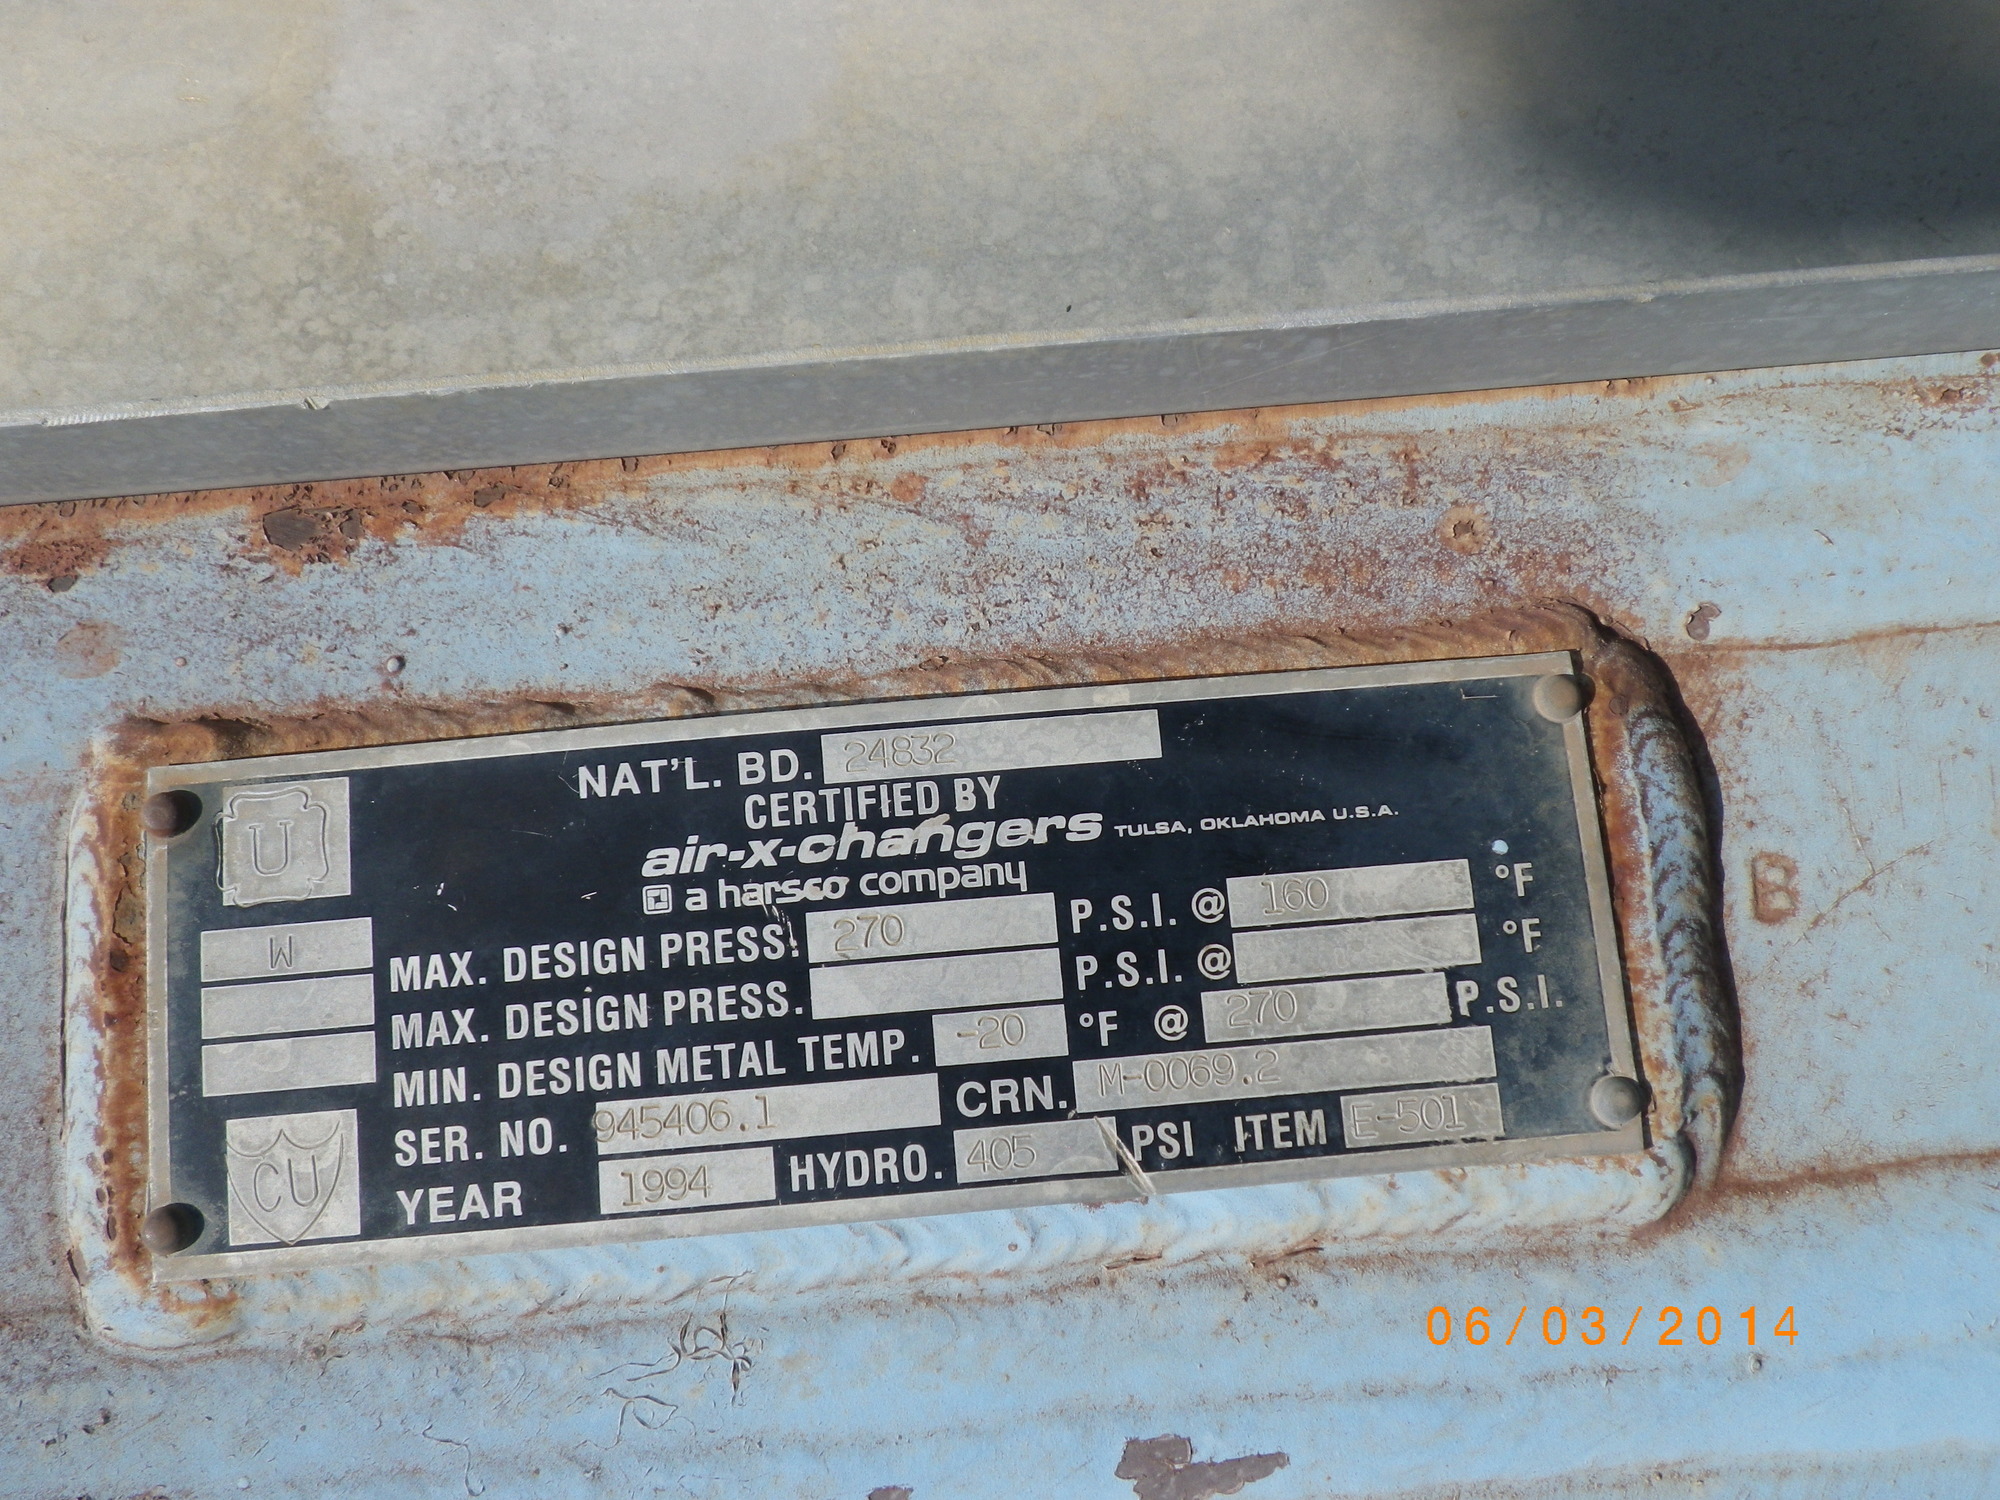 NAT'L. BD. 24832
CERTIFIED BY
air-x-changers TULSA, OKLAHOMA U.S.A.
a harsco company
U
W
MAX. DESIGN PRESS. 270 P.S.I. @ 160 °F
MAX. DESIGN PRESS. P.S.I. @ °F
MIN. DESIGN METAL TEMP. -20 °F @ 270 P.S.I.
SER. NO. 945406.1 CRN. M-0069.2
YEAR 1994 HYDRO. 405 PSI ITEM E-501
CU
B
06/03/2014